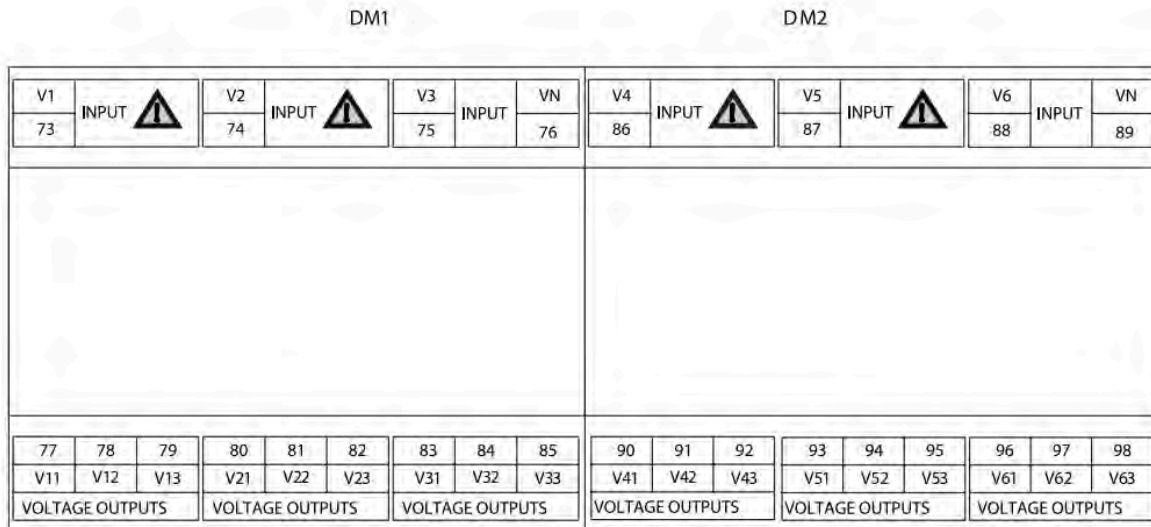 DM1 DM2
V1 INPUT V2 INPUT V3 INPUT VN V4 INPUT V5 INPUT V6 INPUT VN
73 74 75 76 86 87 88 89
77 78 79 80 81 82 83 84 85 90 91 92 93 94 95 96 97 98
V11 V12 V13 V21 V22 V23 V31 V32 V33 V41 V42 V43 V51 V52 V53 V61 V62 V63
VOLTAGE OUTPUTS VOLTAGE OUTPUTS VOLTAGE OUTPUTS VOLTAGE OUTPUTS VOLTAGE OUTPUTS VOLTAGE OUTPUTS